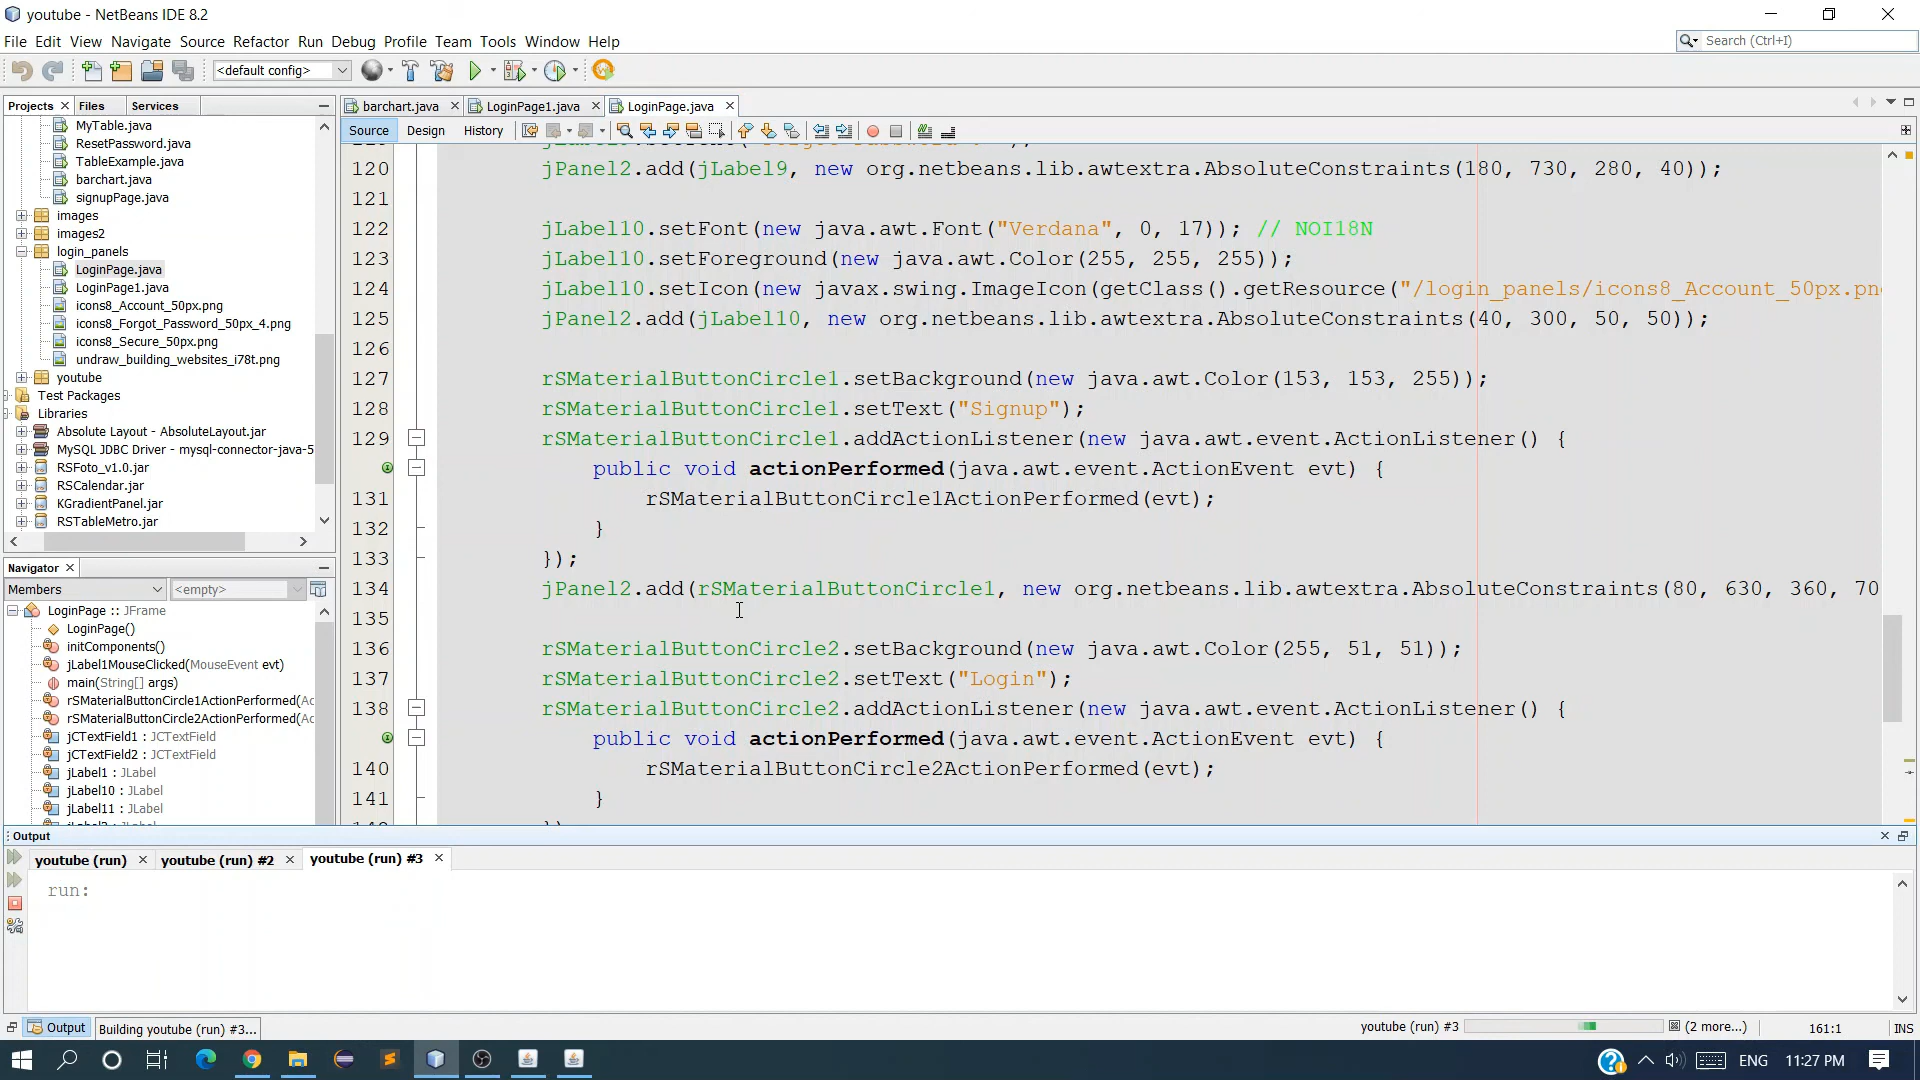 youtube - NetBeans IDE 8.2
File Edit View Navigate Source Refactor Run Debug Profile Team Tools Window Help
Search (Ctrl+I)
<default config>
Projects Files Services
barchart.java LoginPage1.java LoginPage.java
Source Design History
MyTable.java
ResetPassword.java
TableExample.java
barchart.java
signupPage.java
images
images2
login_panels
LoginPage.java
LoginPage1.java
icons8_Account_50px.png
icons8_Forgot_Password_50px_4.png
icons8_Secure_50px.png
undraw_building_websites_i78t.png
youtube
Test Packages
Libraries
Absolute Layout - AbsoluteLayout.jar
MySQL JDBC Driver - mysql-connector-java-5
RSFoto_v1.0.jar
RSCalendar.jar
KGradientPanel.jar
RSTableMetro.jar
Navigator
Members <empty>
LoginPage :: JFrame
LoginPage()
initComponents()
jLabel1MouseClicked(MouseEvent evt)
main(String[] args)
rSMaterialButtonCircle1ActionPerformed(Ac
rSMaterialButtonCircle2ActionPerformed(Ac
jCTextField1 : JCTextField
jCTextField2 : JCTextField
jLabel1 : JLabel
jLabel10 : JLabel
jLabel11 : JLabel
120 jPanel2.add(jLabel9, new org.netbeans.lib.awtextra.AbsoluteConstraints(180, 730, 280, 40));
121
122 jLabel10.setFont(new java.awt.Font("Verdana", 0, 17)); // NOI18N
123 jLabel10.setForeground(new java.awt.Color(255, 255, 255));
124 jLabel10.setIcon(new javax.swing.ImageIcon(getClass().getResource("/login_panels/icons8_Account_50px.png
125 jPanel2.add(jLabel10, new org.netbeans.lib.awtextra.AbsoluteConstraints(40, 300, 50, 50));
126
127 rSMaterialButtonCircle1.setBackground(new java.awt.Color(153, 153, 255));
128 rSMaterialButtonCircle1.setText("Signup");
129 rSMaterialButtonCircle1.addActionListener(new java.awt.event.ActionListener() {
public void actionPerformed(java.awt.event.ActionEvent evt) {
131 rSMaterialButtonCircle1ActionPerformed(evt);
132 }
133 });
134 jPanel2.add(rSMaterialButtonCircle1, new org.netbeans.lib.awtextra.AbsoluteConstraints(80, 630, 360, 70
135
136 rSMaterialButtonCircle2.setBackground(new java.awt.Color(255, 51, 51));
137 rSMaterialButtonCircle2.setText("Login");
138 rSMaterialButtonCircle2.addActionListener(new java.awt.event.ActionListener() {
public void actionPerformed(java.awt.event.ActionEvent evt) {
140 rSMaterialButtonCircle2ActionPerformed(evt);
141 }
Output
youtube (run) youtube (run) #2 youtube (run) #3
run:
Output Building youtube (run) #3...
youtube (run) #3 (2 more...) 161:1 INS
ENG 11:27 PM